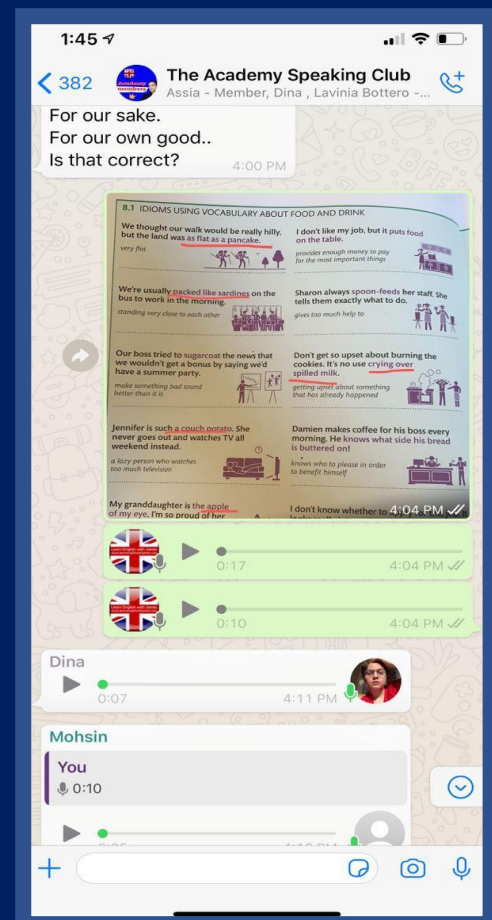 1:45
382
The Academy Speaking Club
Assia - Member, Dina , Lavinia Bottero -...
For our sake.
For our own good..
Is that correct?
4:00 PM
8.1 IDIOMS USING VOCABULARY ABOUT FOOD AND DRINK
We thought our walk would be really hilly,
but the land was as flat as a pancake.
very flat
I don't like my job, but it puts food
on the table.
provides enough money to pay
for the most important things
We're usually packed like sardines on the
bus to work in the morning.
standing very close to each other
Sharon always spoon-feeds her staff. She
tells them exactly what to do.
gives too much help to
Our boss tried to sugarcoat the news that
we wouldn't get a bonus by saying we'd
have a summer party.
make something bad sound
better than it is
Don't get so upset about burning the
cookies. It's no use crying over
spilled milk.
getting upset about something
that has already happened
Jennifer is such a couch potato. She
never goes out and watches TV all
weekend instead.
a lazy person who watches
too much television
Damien makes coffee for his boss every
morning. He knows what side his bread
is buttered on!
knows who to please in order
to benefit himself
My granddaughter is the apple
of my eye. I'm so proud of her
I don't know whether to
4:04 PM
0:17
4:04 PM
0:10
4:04 PM
Dina
0:07
4:11 PM
Mohsin
You
0:10